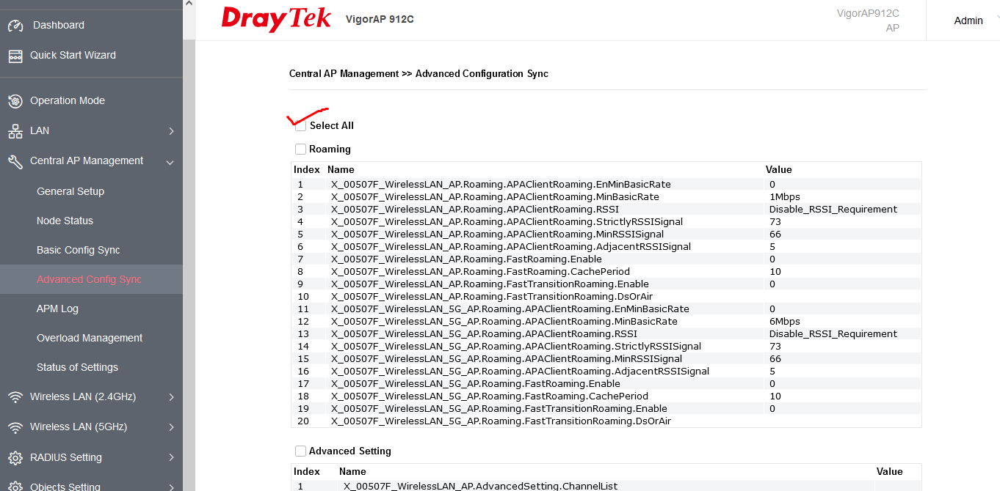 Dashboard
Quick Start Wizard
Operation Mode
LAN
Central AP Management
General Setup
Node Status
Basic Config Sync
Advanced Config Sync
APM Log
Overload Management
Status of Settings
Wireless LAN (2.4GHz)
Wireless LAN (5GHz)
RADIUS Setting
Objects Setting
DrayTek VigorAP 912C
VigorAP912C
AP
Admin
Central AP Management >> Advanced Configuration Sync
Select All
Roaming
Index Name Value
1 X_00507F_WirelessLAN_AP.Roaming.APAClientRoaming.EnMinBasicRate 0
2 X_00507F_WirelessLAN_AP.Roaming.APAClientRoaming.MinBasicRate 1Mbps
3 X_00507F_WirelessLAN_AP.Roaming.APAClientRoaming.RSSI Disable_RSSI_Requirement
4 X_00507F_WirelessLAN_AP.Roaming.APAClientRoaming.StrictlyRSSISignal 73
5 X_00507F_WirelessLAN_AP.Roaming.APAClientRoaming.MinRSSISignal 66
6 X_00507F_WirelessLAN_AP.Roaming.APAClientRoaming.AdjacentRSSISignal 5
7 X_00507F_WirelessLAN_AP.Roaming.FastRoaming.Enable 0
8 X_00507F_WirelessLAN_AP.Roaming.FastRoaming.CachePeriod 10
9 X_00507F_WirelessLAN_AP.Roaming.FastTransitionRoaming.Enable 0
10 X_00507F_WirelessLAN_AP.Roaming.FastTransitionRoaming.DsOrAir
11 X_00507F_WirelessLAN_5G_AP.Roaming.APAClientRoaming.EnMinBasicRate 0
12 X_00507F_WirelessLAN_5G_AP.Roaming.APAClientRoaming.MinBasicRate 6Mbps
13 X_00507F_WirelessLAN_5G_AP.Roaming.APAClientRoaming.RSSI Disable_RSSI_Requirement
14 X_00507F_WirelessLAN_5G_AP.Roaming.APAClientRoaming.StrictlyRSSISignal 73
15 X_00507F_WirelessLAN_5G_AP.Roaming.APAClientRoaming.MinRSSISignal 66
16 X_00507F_WirelessLAN_5G_AP.Roaming.APAClientRoaming.AdjacentRSSISignal 5
17 X_00507F_WirelessLAN_5G_AP.Roaming.FastRoaming.Enable 0
18 X_00507F_WirelessLAN_5G_AP.Roaming.FastRoaming.CachePeriod 10
19 X_00507F_WirelessLAN_5G_AP.Roaming.FastTransitionRoaming.Enable 0
20 X_00507F_WirelessLAN_5G_AP.Roaming.FastTransitionRoaming.DsOrAir
Advanced Setting
Index Name Value
1 X_00507F_WirelessLAN_AP.AdvancedSetting.ChannelList